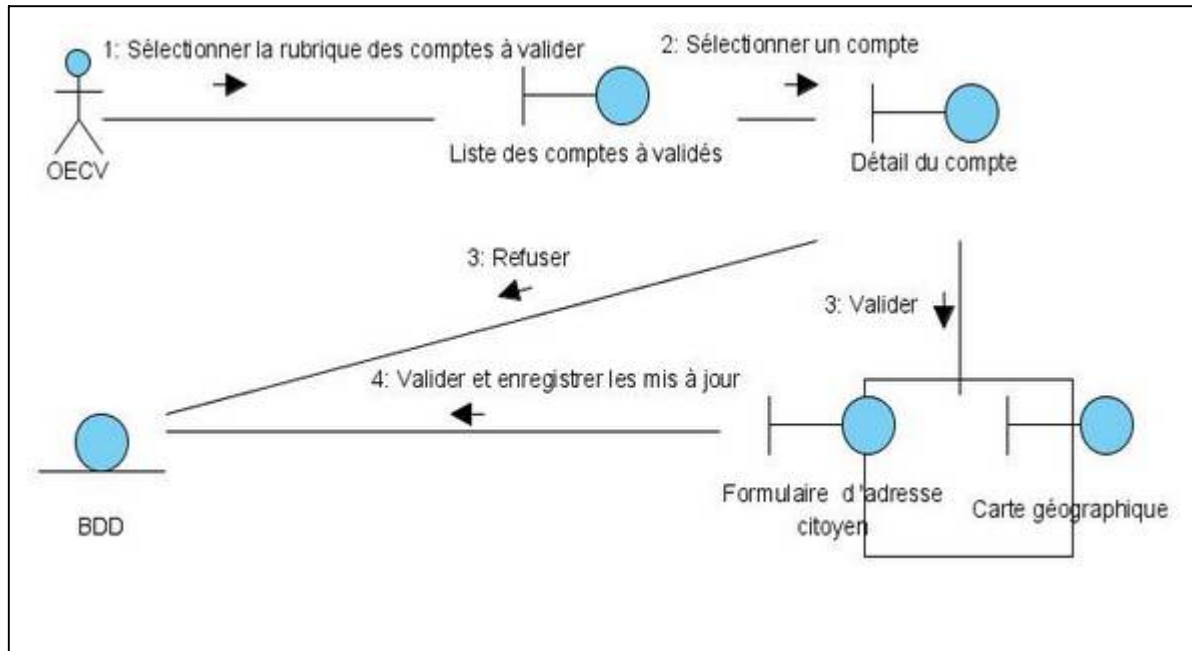 1: Sélectionner la rubrique des comptes à valider
2: Sélectionner un compte
OECV
Liste des comptes à validés
Détail du compte
3: Refuser
3: Valider
4: Valider et enregistrer les mis à jour
BDD
Formulaire d'adresse
citoyen
Carte géographique